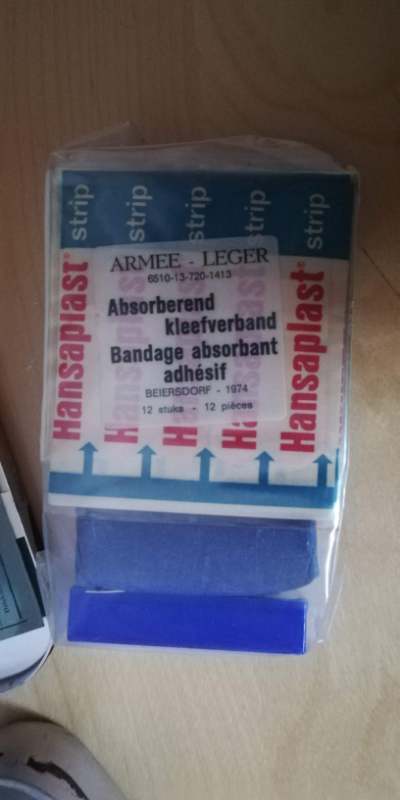 strip strip strip strip strip
Hansaplast Hansaplast
ARMEE - LEGER
6510-13-720-1413
Absorberend
kleefverband
Bandage absorbant
adhésif
BEIERSDORF - 1974
12 stuks - 12 pièces